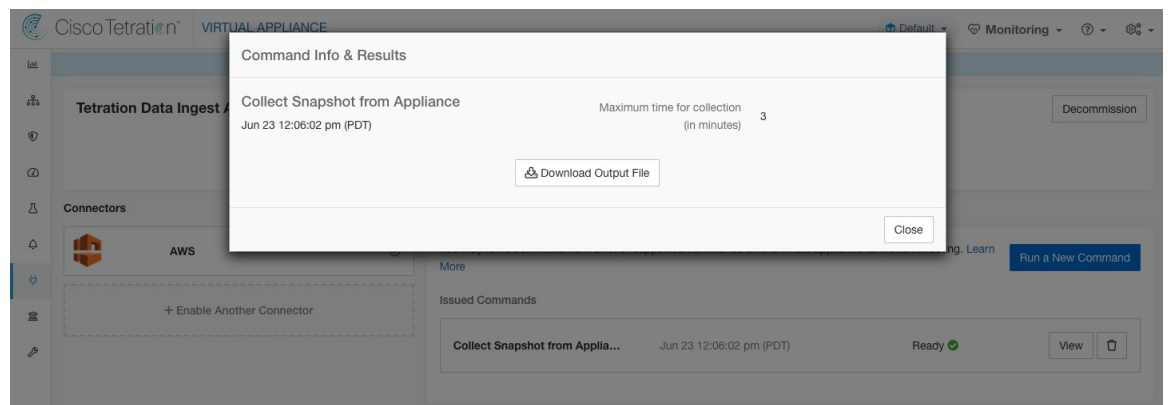 Cisco Tetration™ VIRTUAL APPLIANCE
Default Monitoring
Command Info & Results
Collect Snapshot from Appliance
Jun 23 12:06:02 pm (PDT)
Maximum time for collection
(in minutes)
3
Download Output File
Close
Tetration Data Ingest
Decommission
Connectors
AWS
+ Enable Another Connector
ng. Learn
More
Run a New Command
Issued Commands
Collect Snapshot from Applia...
Jun 23 12:06:02 pm (PDT)
Ready
View